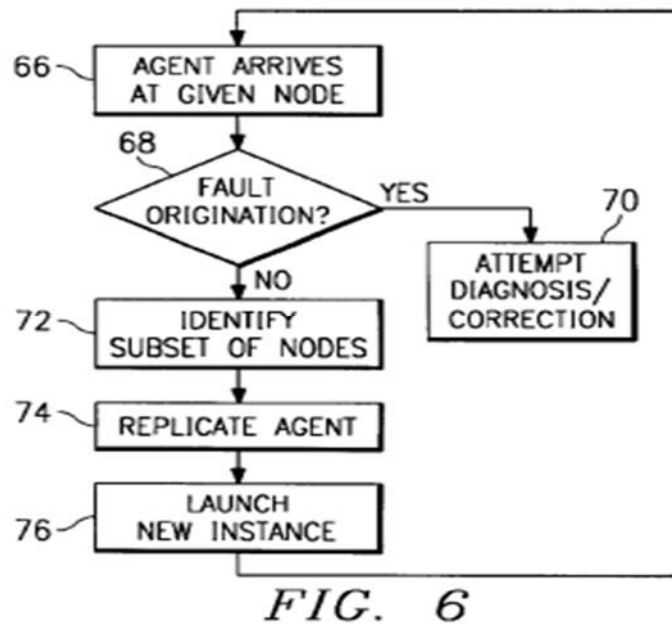 66
AGENT ARRIVES
AT GIVEN NODE
68
FAULT
ORIGINATION?
YES
70
ATTEMPT
DIAGNOSIS/
CORRECTION
NO
72
IDENTIFY
SUBSET OF NODES
74
REPLICATE AGENT
76
LAUNCH
NEW INSTANCE
FIG. 6